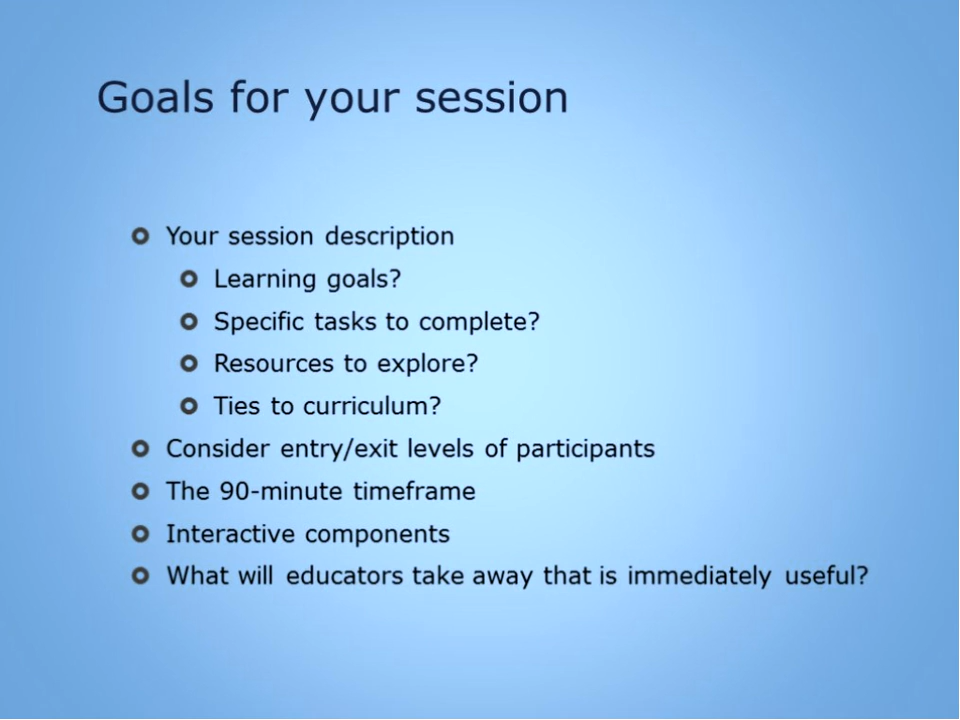 Goals for your session
Your session description
Learning goals?
Specific tasks to complete?
Resources to explore?
Ties to curriculum?
Consider entry/exit levels of participants
The 90-minute timeframe
Interactive components
What will educators take away that is immediately useful?